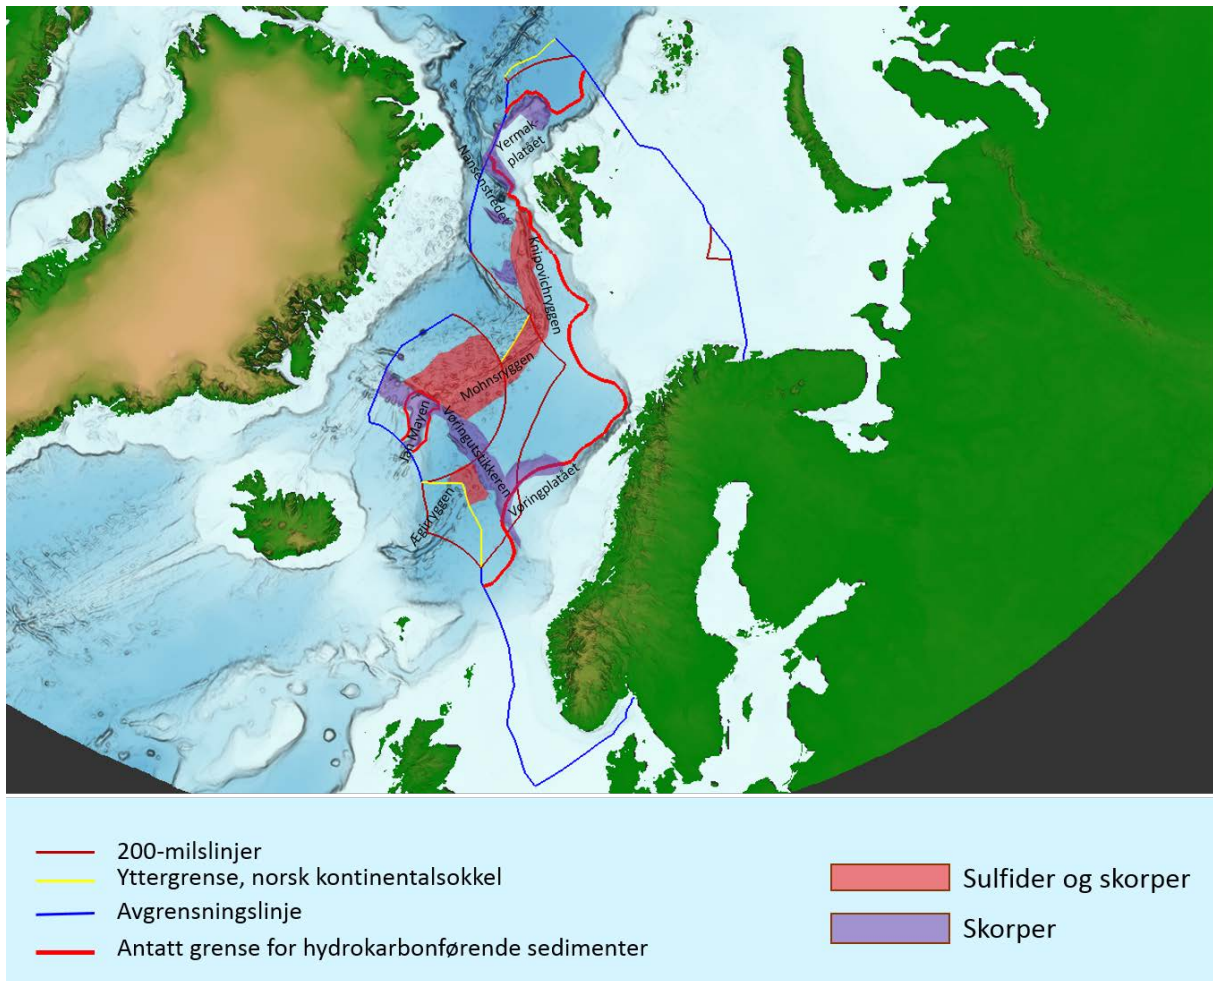 Yermak-
platået
Nansenstredet
Knipovichryggen
Mohnsryggen
Jan Mayen
Vøringutstikkeren
Vøringplatået
Ægirryggen
200-milslinjer
Yttergrense, norsk kontinentalsokkel
Avgrensningslinje
Antatt grense for hydrokarbonførende sedimenter
Sulfider og skorper
Skorper